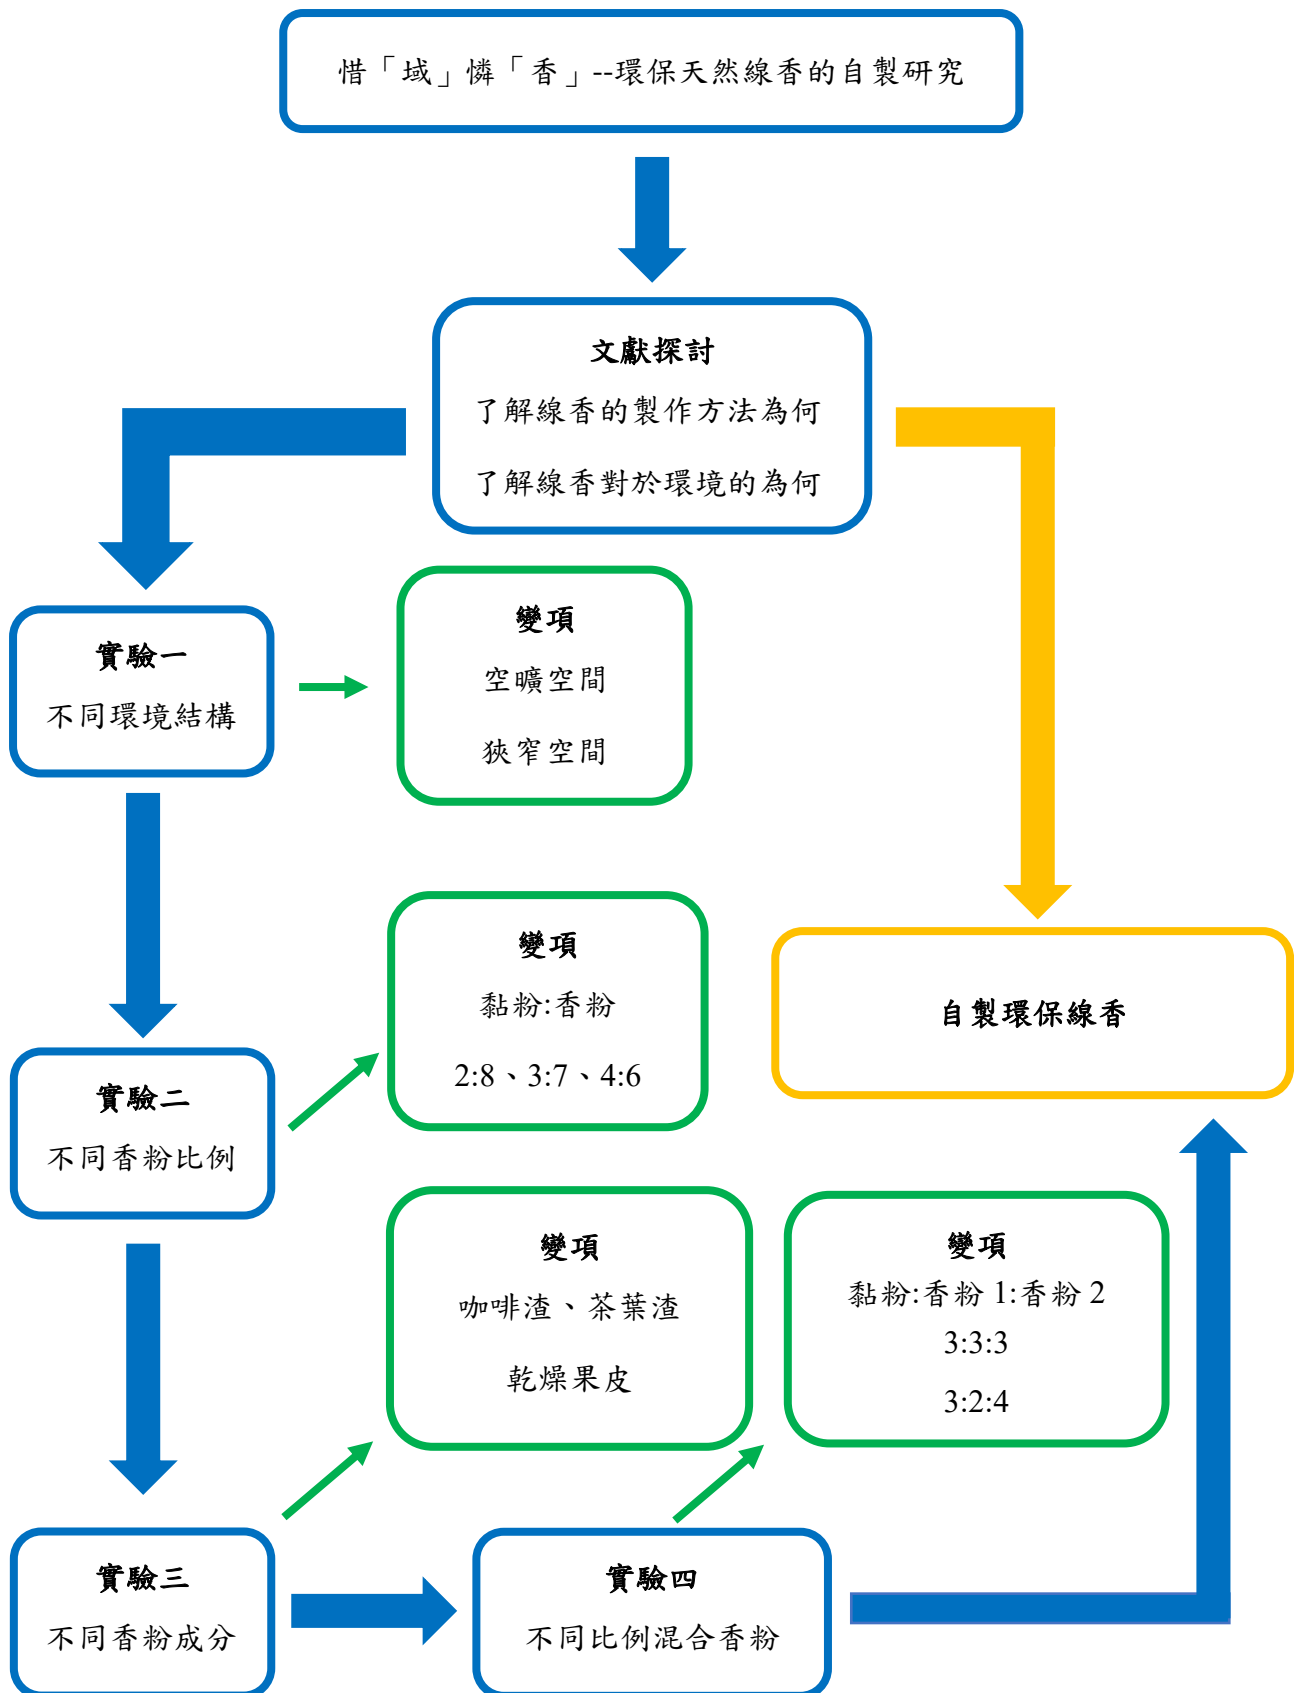 惜「域」憐「香」--環保天然線香的自製研究
文獻探討
了解線香的製作方法為何
了解線香對於環境的為何
實驗一
不同環境結構
變項
空曠空間
狹窄空間
實驗二
不同香粉比例
變項
黏粉:香粉
2:8、3:7、4:6
自製環保線香
實驗三
不同香粉成分
變項
咖啡渣、茶葉渣
乾燥果皮
實驗四
不同比例混合香粉
變項
黏粉:香粉 1:香粉 2
3:3:3
3:2:4